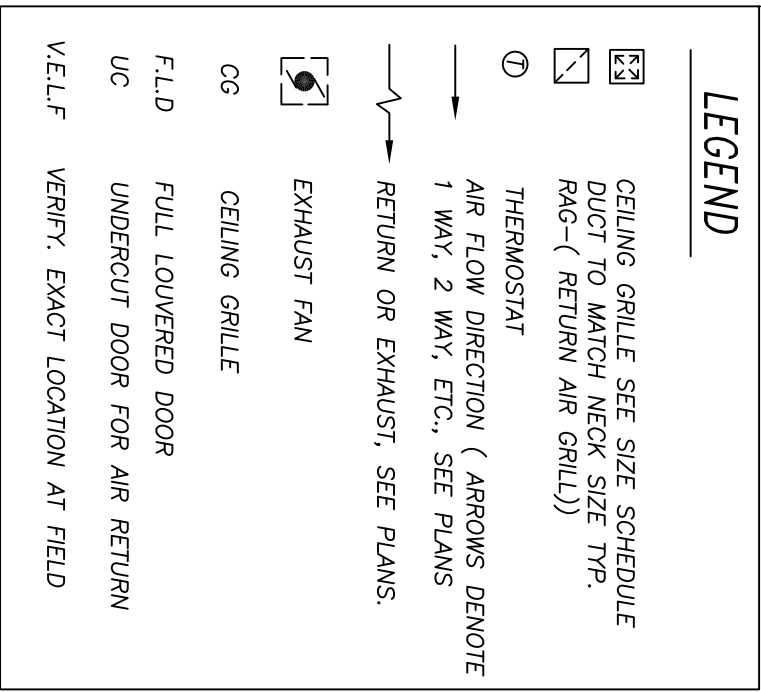 LEGEND
CEILING GRILLE SEE SIZE SCHEDULE
DUCT TO MATCH NECK SIZE TYP.
RAG-( RETURN AIR GRILL))
T THERMOSTAT
AIR FLOW DIRECTION ( ARROWS DENOTE
1 WAY, 2 WAY, ETC., SEE PLANS
RETURN OR EXHAUST, SEE PLANS.
EXHAUST FAN
CG CEILING GRILLE
F.L.D FULL LOUVERED DOOR
UC UNDERCUT DOOR FOR AIR RETURN
V.E.L.F VERIFY. EXACT LOCATION AT FIELD